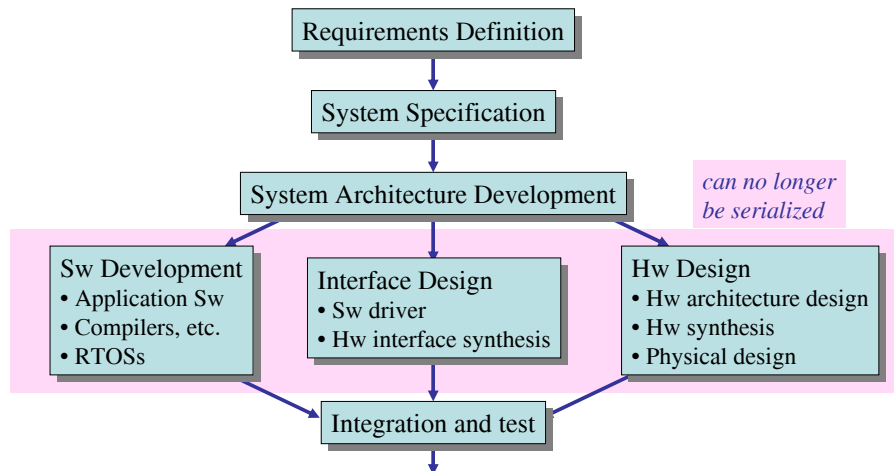 Requirements Definition
System Specification
System Architecture Development
can no longer
be serialized
Sw Development
• Application Sw
• Compilers, etc.
• RTOSs
Interface Design
• Sw driver
• Hw interface synthesis
Hw Design
• Hw architecture design
• Hw synthesis
• Physical design
Integration and test